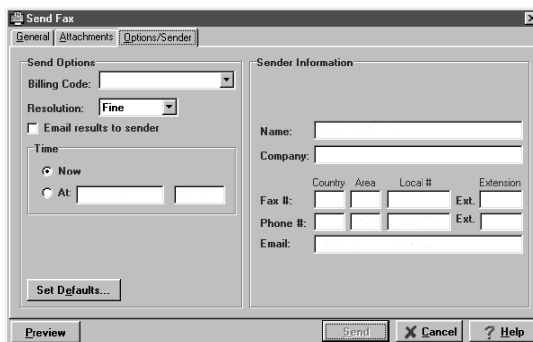 Send Fax
General Attachments Options/Sender
Send Options
Billing Code:
Resolution: Fine
Email results to sender
Time
Now
At:
Set Defaults...
Sender Information
Name:
Company:
Country Area Local # Extension
Fax #: Ext.
Phone #: Ext.
Email:
Preview Send Cancel ? Help